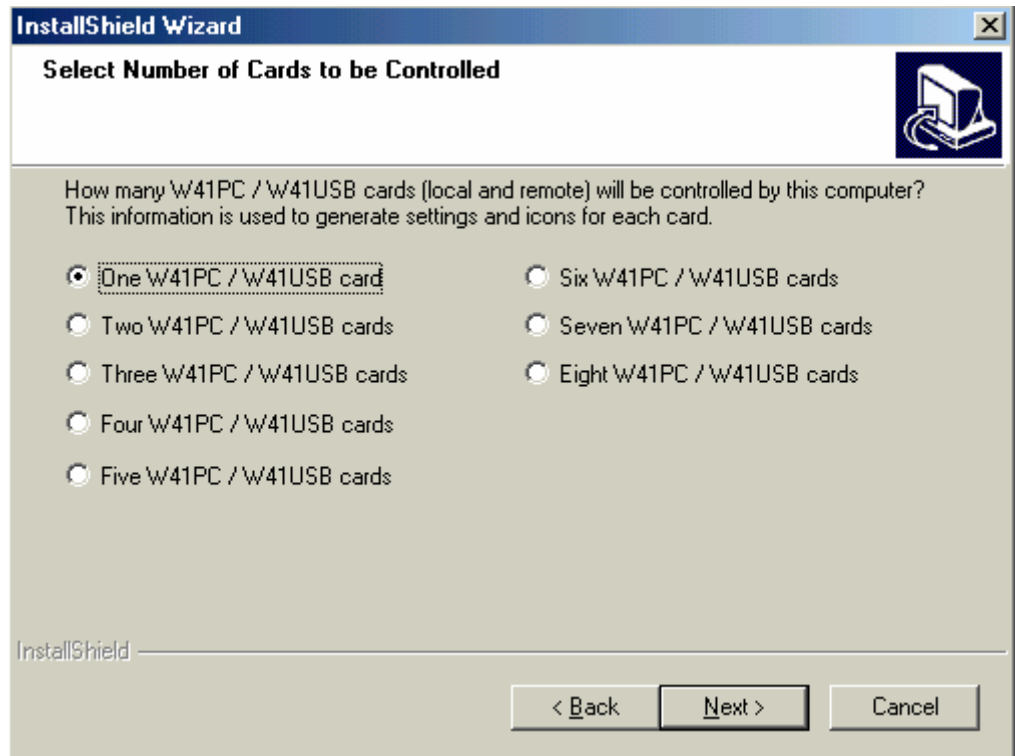 InstallShield Wizard
Select Number of Cards to be Controlled
How many W41PC / W41USB cards (local and remote) will be controlled by this computer?
This information is used to generate settings and icons for each card.
One W41PC / W41USB card
Two W41PC / W41USB cards
Three W41PC / W41USB cards
Four W41PC / W41USB cards
Five W41PC / W41USB cards
Six W41PC / W41USB cards
Seven W41PC / W41USB cards
Eight W41PC / W41USB cards
InstallShield
< Back
Next >
Cancel